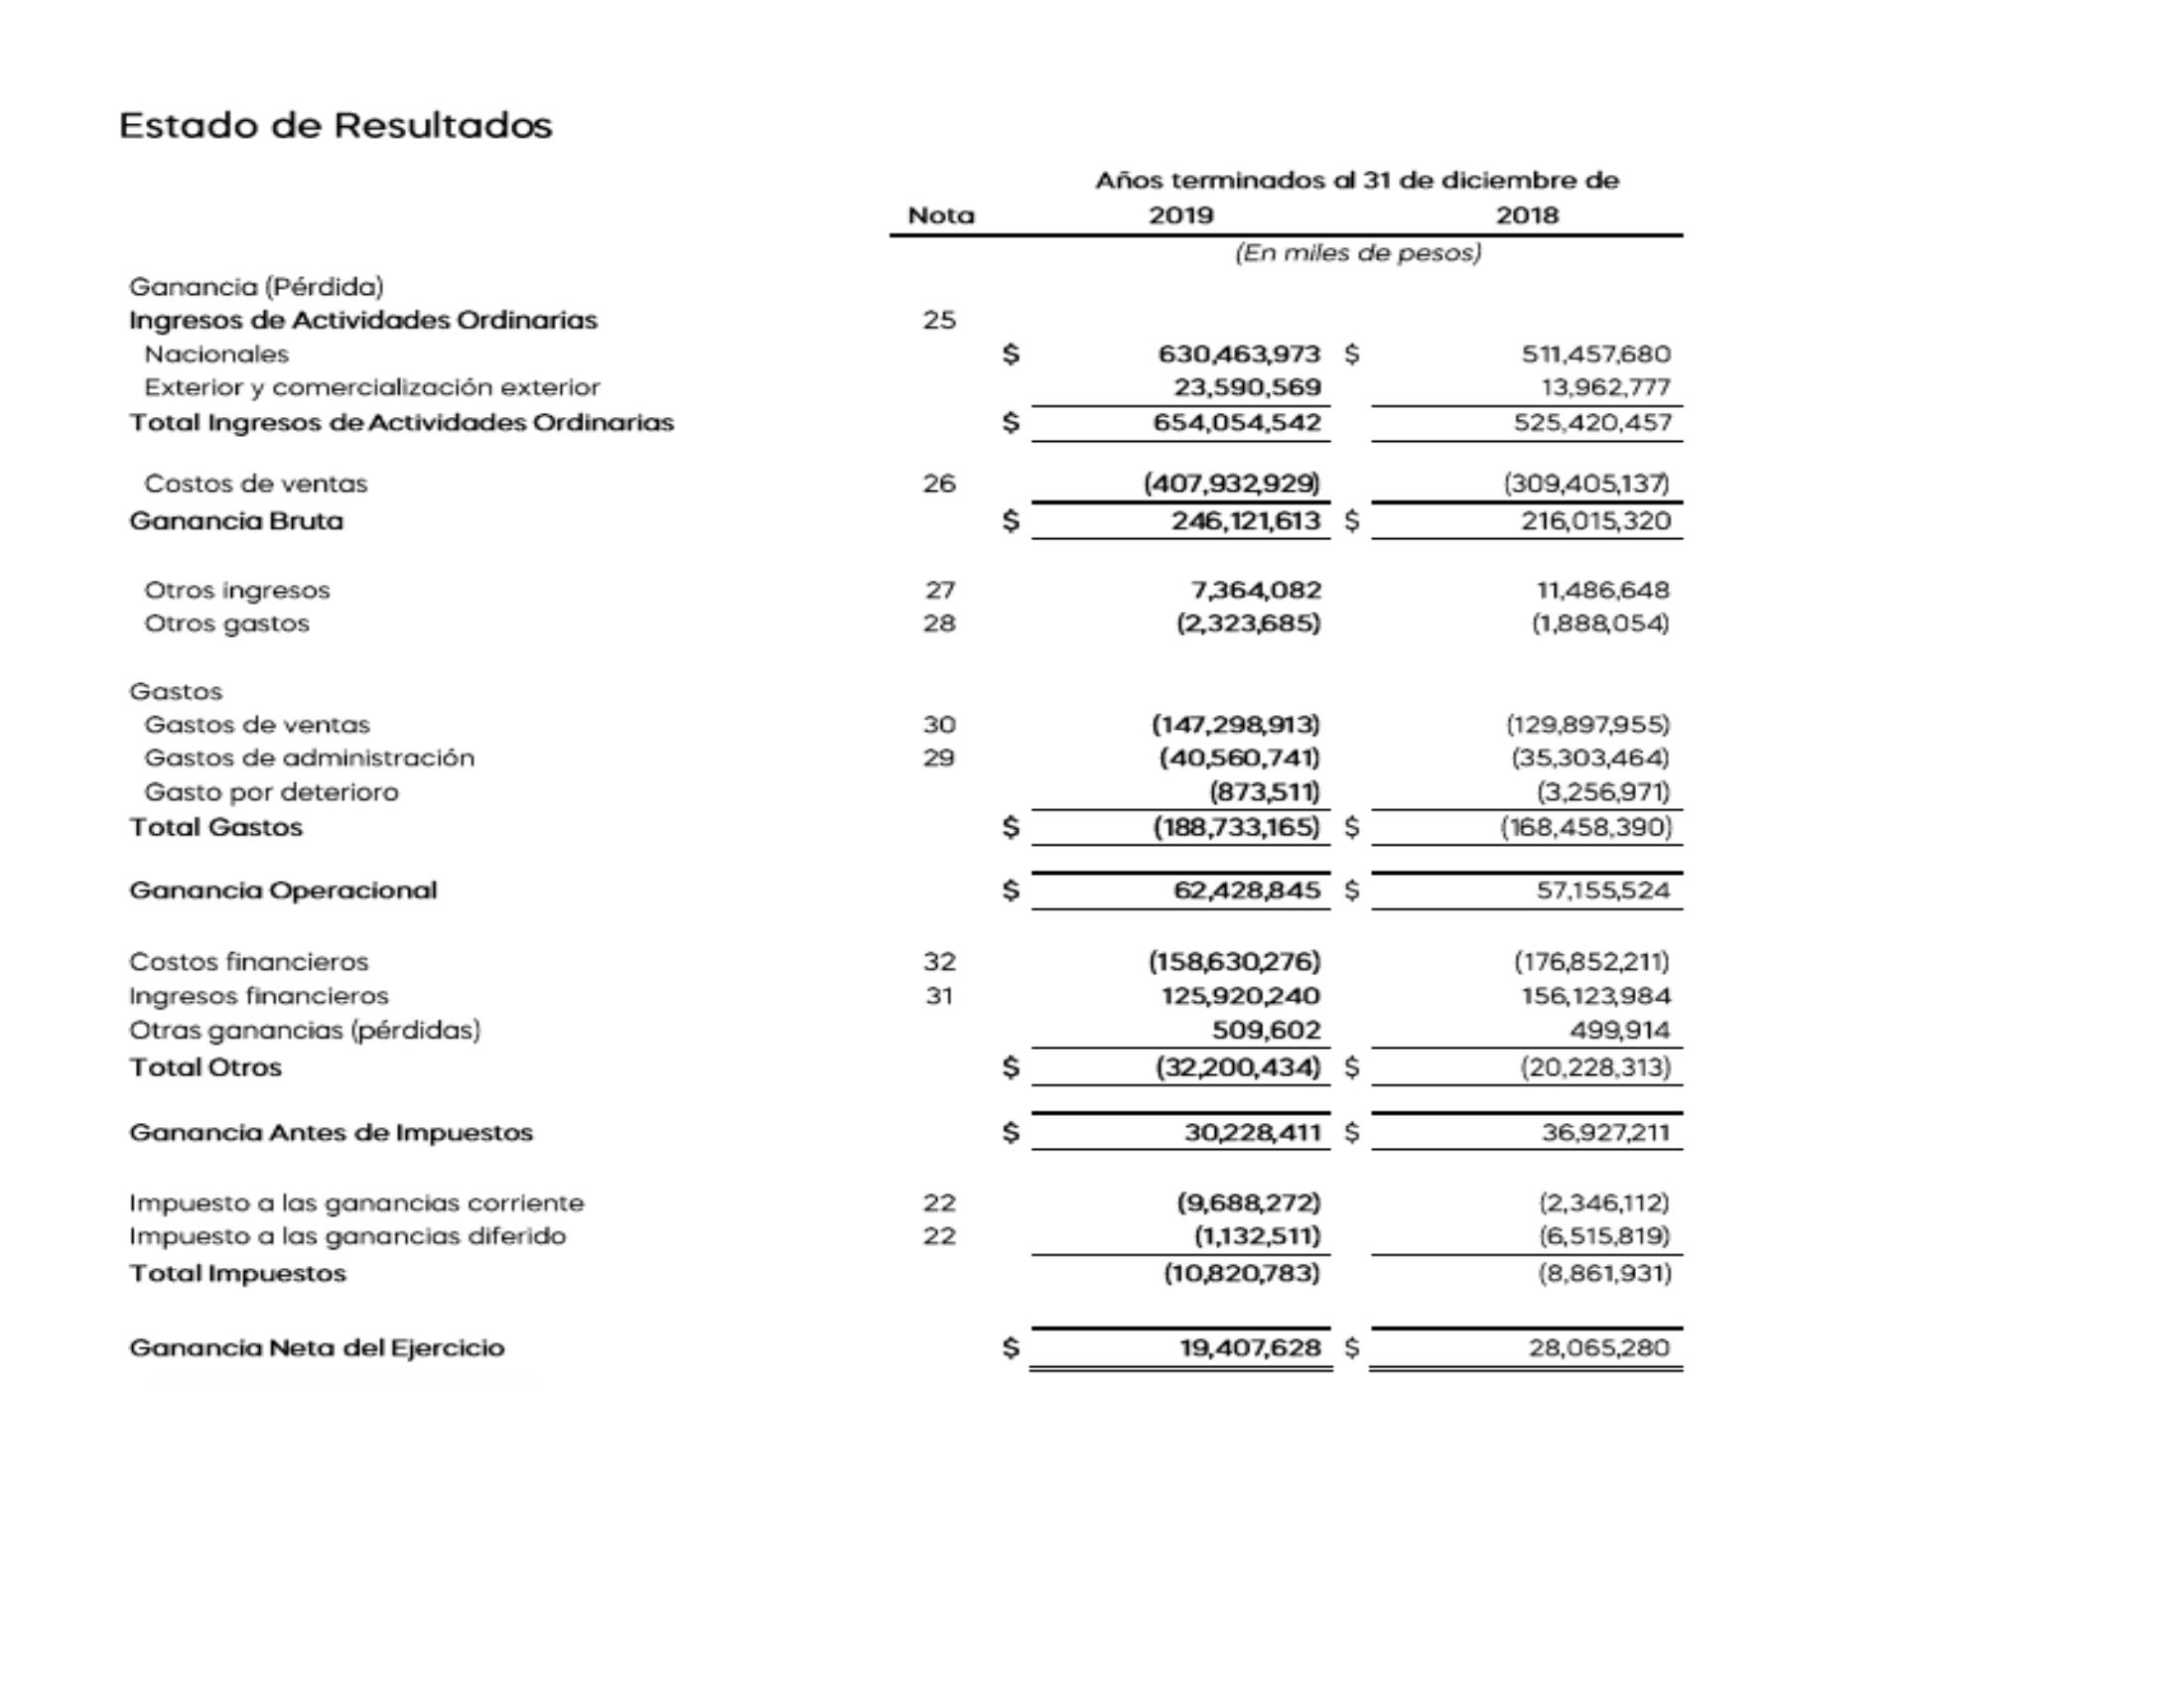 Estado de Resultados
Años terminados al 31 de diciembre de
Nota 2019 2018
(En miles de pesos)
Ganancia (Pérdida)
Ingresos de Actividades Ordinarias 25
Nacionales $ 630,463,973 $ 511,457,680
Exterior y comercialización exterior 23,590,569 13,962,777
Total Ingresos de Actividades Ordinarias $ 654,054,542 525,420,457
Costos de ventas 26 (407,932,929) (309,405,137)
Ganancia Bruta $ 246,121,613 $ 216,015,320
Otros ingresos 27 7,364,082 11,486,648
Otros gastos 28 (2,323,685) (1,888,054)
Gastos
Gastos de ventas 30 (147,298,913) (129,897,955)
Gastos de administración 29 (40,560,741) (35,303,464)
Gasto por deterioro (873,511) (3,256,971)
Total Gastos $ (188,733,165) $ (168,458,390)
Ganancia Operacional $ 62,428,845 $ 57,155,524
Costos financieros 32 (158,630,276) (176,852,211)
Ingresos financieros 31 125,920,240 156,123,984
Otras ganancias (pérdidas) 509,602 499,914
Total Otros $ (32,200,434) $ (20,228,313)
Ganancia Antes de Impuestos $ 30,228,411 $ 36,927,211
Impuesto a las ganancias corriente 22 (9,688,272) (2,346,112)
Impuesto a las ganancias diferido 22 (1,132,511) (6,515,819)
Total Impuestos (10,820,783) (8,861,931)
Ganancia Neta del Ejercicio $ 19,407,628 $ 28,065,280